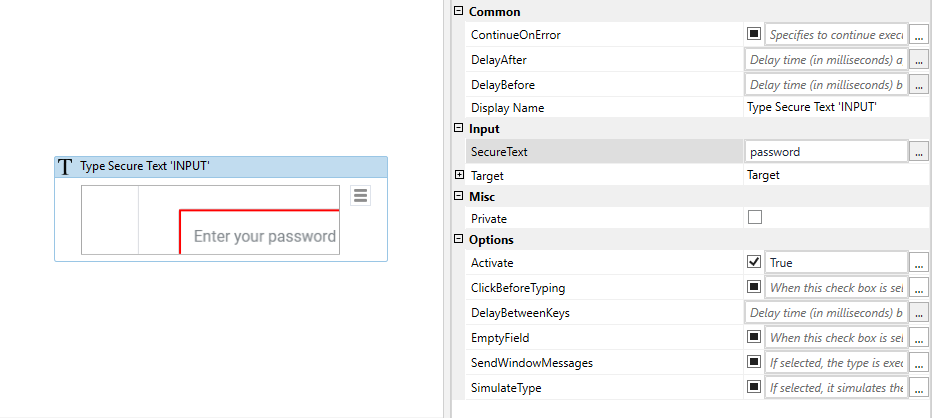 T Type Secure Text 'INPUT'
Enter your password
Common
ContinueOnError Specifies to continue exec ...
DelayAfter Delay time (in milliseconds) a ...
DelayBefore Delay time (in milliseconds) b ...
Display Name Type Secure Text 'INPUT'
Input
SecureText password ...
Target Target
Misc
Private
Options
Activate True ...
ClickBeforeTyping When this check box is sel ...
DelayBetweenKeys Delay time (in milliseconds) b ...
EmptyField When this check box is sel ...
SendWindowMessages If selected, the type is exec ...
SimulateType If selected, it simulates the ...